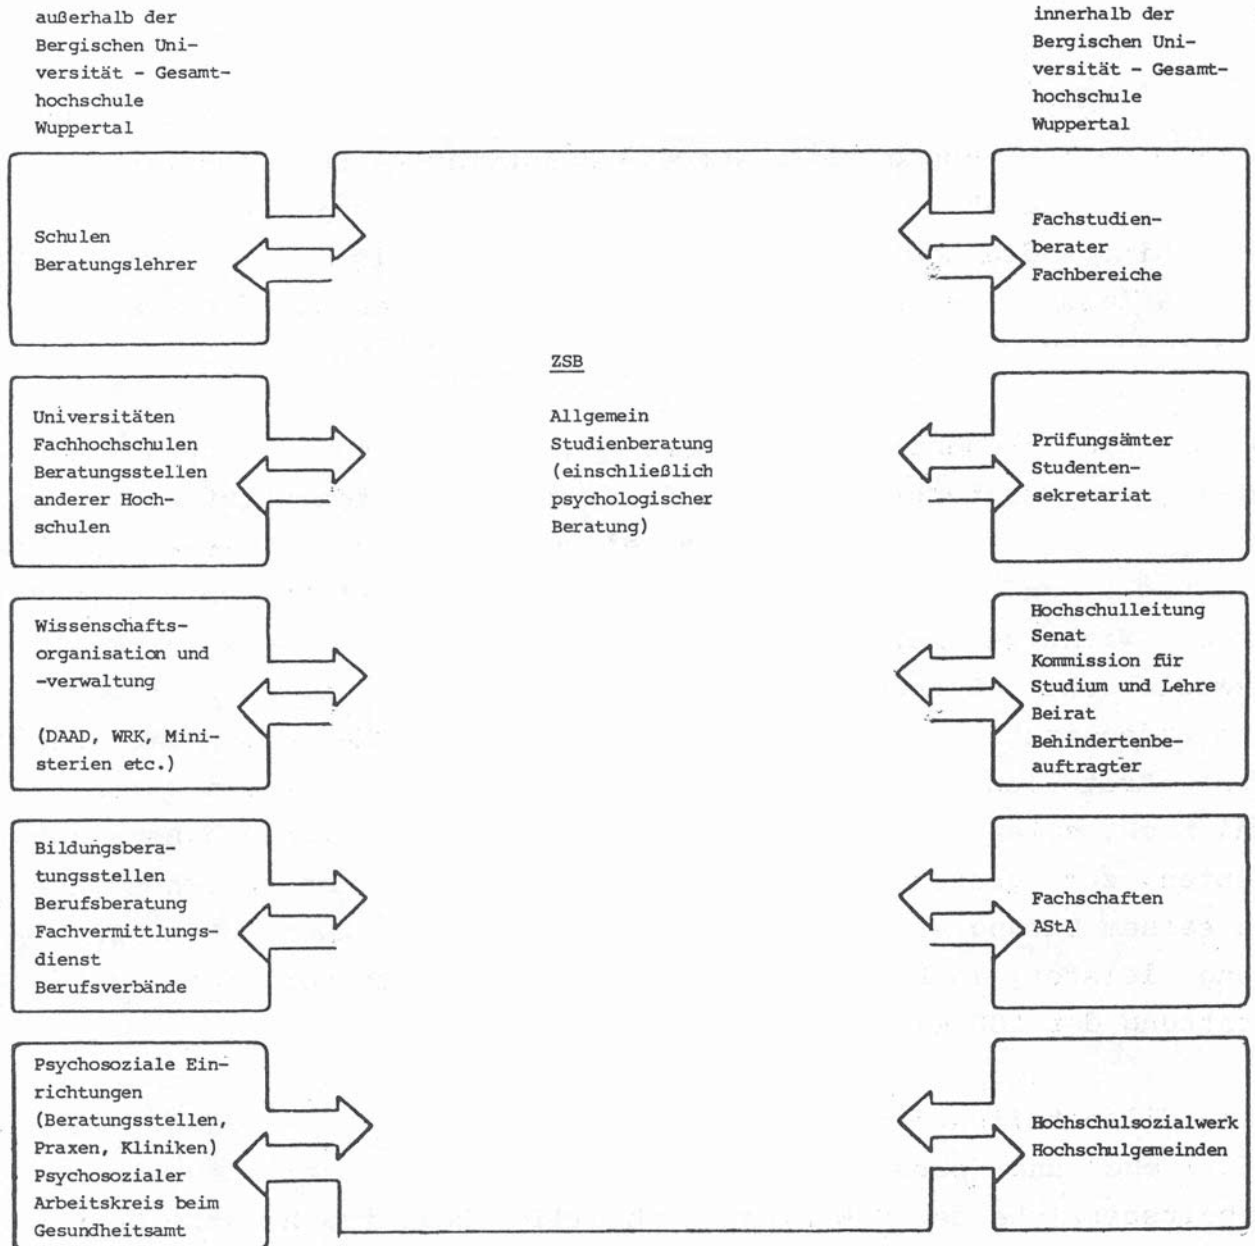 außerhalb der
Bergischen Uni-
versität - Gesamt-
hochschule
Wuppertal
innerhalb der
Bergischen Uni-
versität - Gesamt-
hochschule
Wuppertal
Schulen
Beratungslehrer
Universitäten
Fachhochschulen
Beratungsstellen
anderer Hoch-
schulen
Wissenschafts-
organisation und
-verwaltung
(DAAD, WRK, Mini-
sterien etc.)
Bildungsbera-
tungsstellen
Berufsberatung
Fachvermittlungs-
dienst
Berufsverbände
Psychosoziale Ein-
richtungen
(Beratungsstellen,
Praxen, Kliniken)
Psychosozialer
Arbeitskreis beim
Gesundheitsamt
ZSB
Allgemein
Studienberatung
(einschließlich
psychologischer
Beratung)
Fachstudien-
berater
Fachbereiche
Prüfungsämter
Studenten-
sekretariat
Hochschulleitung
Senat
Kommission für
Studium und Lehre
Beirat
Behindertenbe-
auftragter
Fachschaften
AStA
Hochschulsozialwerk
Hochschulgemeinden